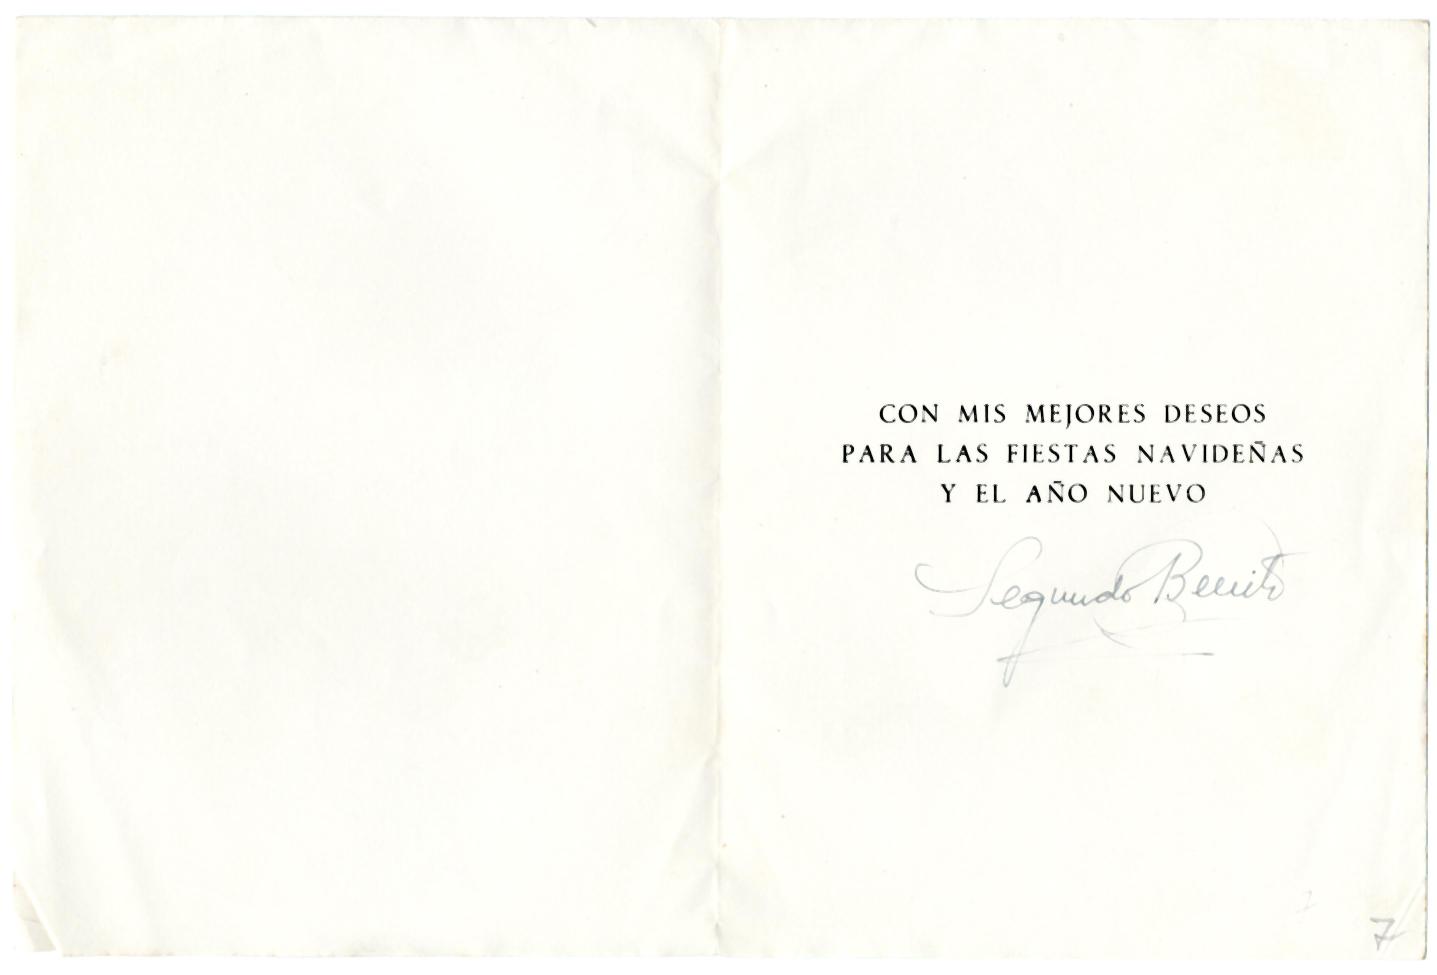 CON MIS MEJORES DESEOS
PARA LAS FIESTAS NAVIDEÑAS
Y EL AÑO NUEVO
Segundo Benito
7